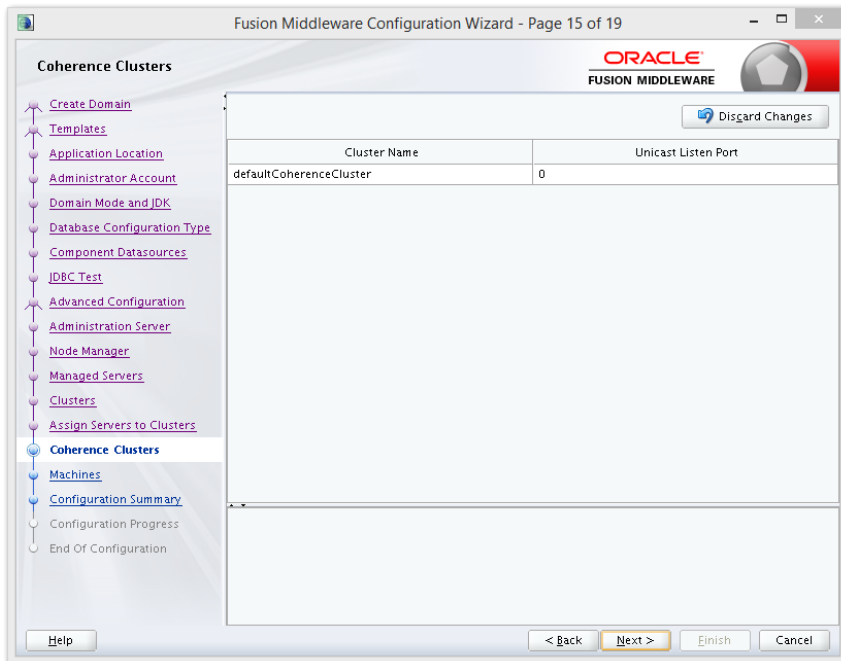 Fusion Middleware Configuration Wizard - Page 15 of 19
Coherence Clusters
ORACLE
FUSION MIDDLEWARE
Create Domain
Templates
Application Location
Administrator Account
Domain Mode and JDK
Database Configuration Type
Component Datasources
JDBC Test
Advanced Configuration
Administration Server
Node Manager
Managed Servers
Clusters
Assign Servers to Clusters
Coherence Clusters
Machines
Configuration Summary
Configuration Progress
End Of Configuration
Discard Changes
Cluster Name Unicast Listen Port
defaultCoherenceCluster 0
Help < Back Next > Finish Cancel